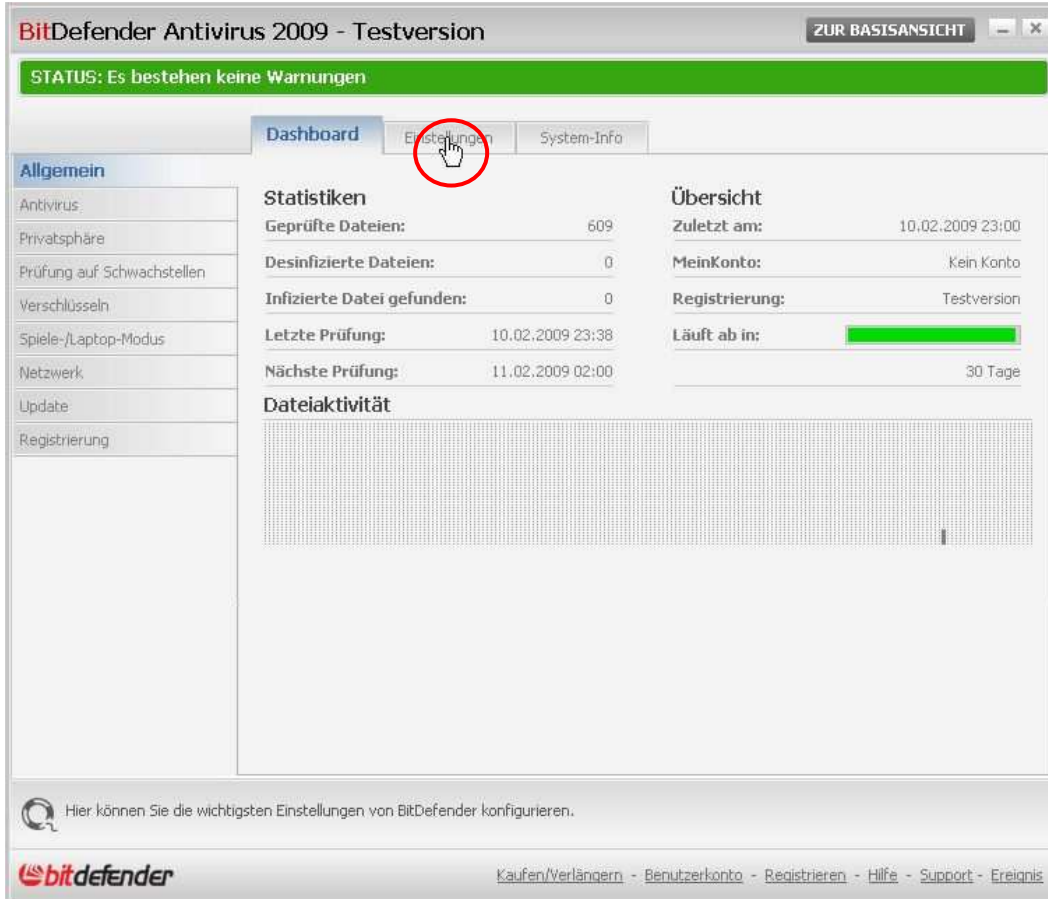 BitDefender Antivirus 2009 - Testversion
ZUR BASISANSICHT
STATUS: Es bestehen keine Warnungen
Dashboard
Einstellungen
System-Info
Allgemein
Antivirus
Privatsphäre
Prüfung auf Schwachstellen
Verschlüsseln
Spiele-/Laptop-Modus
Netzwerk
Update
Registrierung
Statistiken
Geprüfte Dateien: 609
Desinfizierte Dateien: 0
Infizierte Datei gefunden: 0
Letzte Prüfung: 10.02.2009 23:38
Nächste Prüfung: 11.02.2009 02:00
Übersicht
Zuletzt am: 10.02.2009 23:00
MeinKonto: Kein Konto
Registrierung: Testversion
Läuft ab in:
30 Tage
Dateiaktivität
Hier können Sie die wichtigsten Einstellungen von BitDefender konfigurieren.
bitdefender
Kaufen/Verlängern - Benutzerkonto - Registrieren - Hilfe - Support - Ereignis